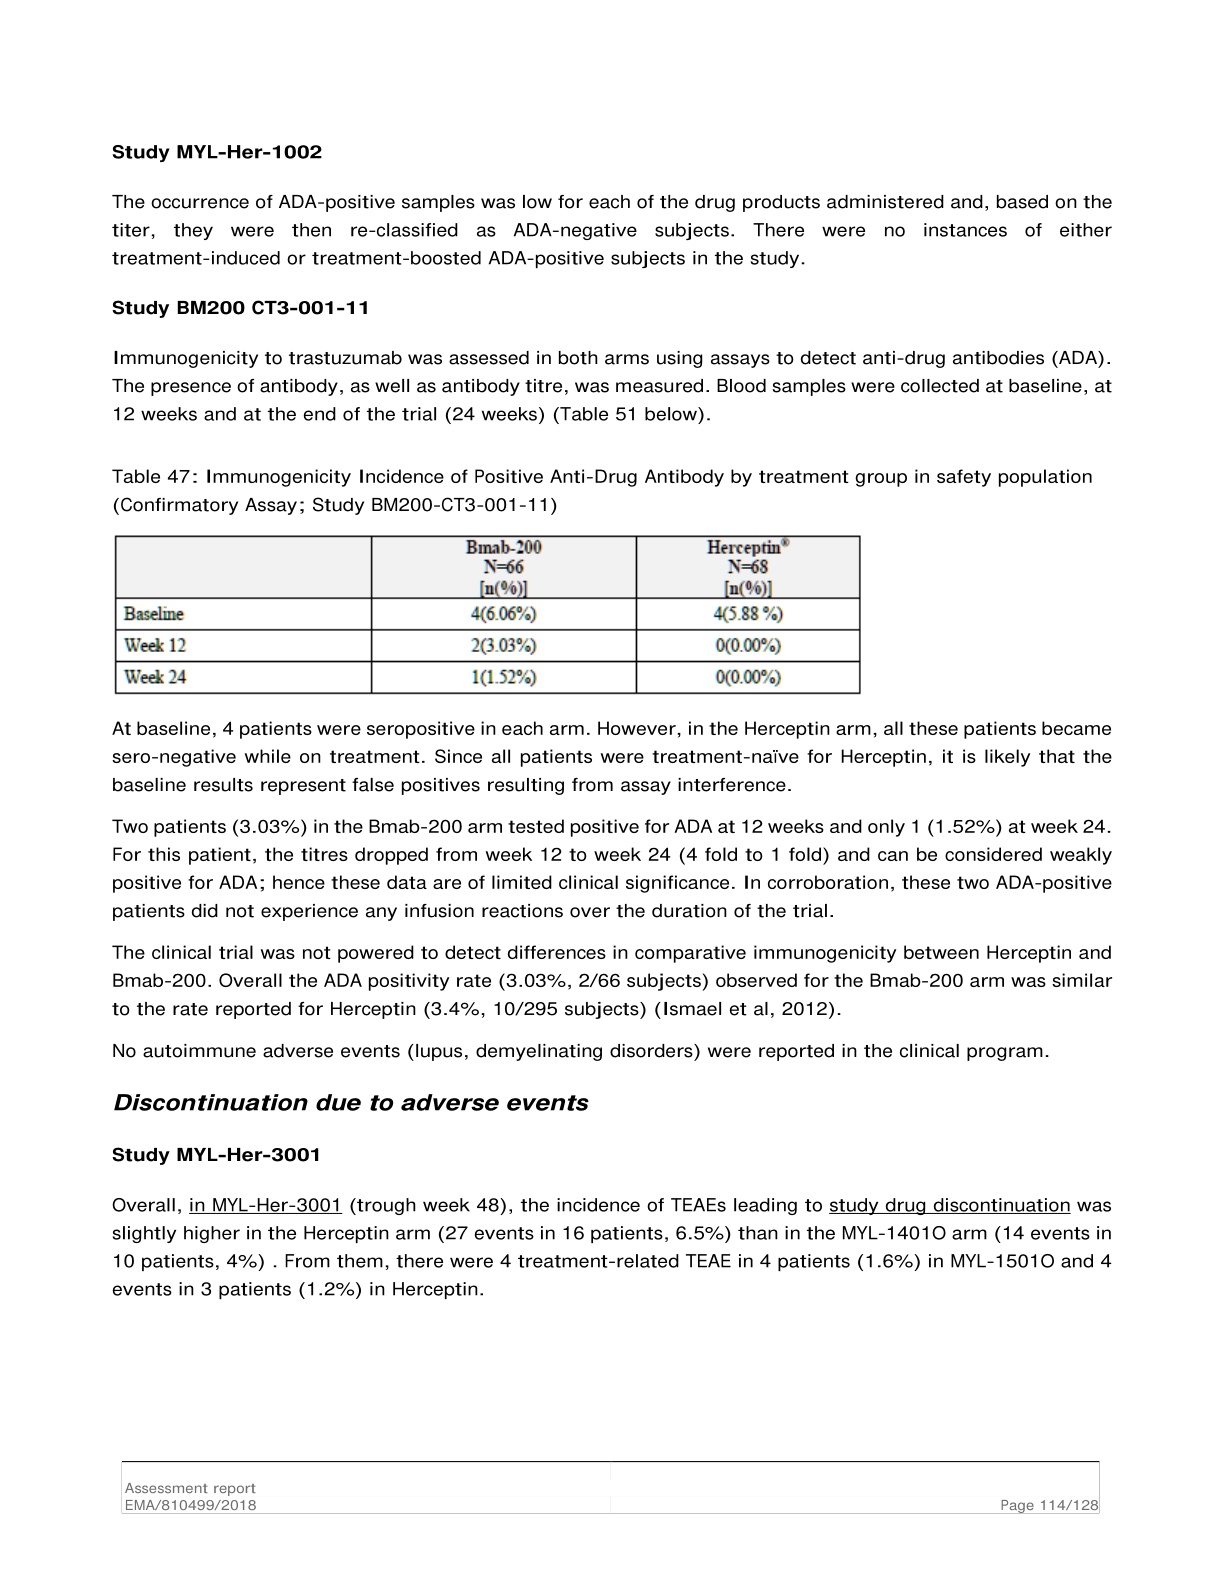 Study MYL-Her-1002
The occurrence of ADA-positive samples was low for each of the drug products administered and, based on the
titer, they were then re-classified as ADA-negative subjects. There were no instances of either
treatment-induced or treatment-boosted ADA-positive subjects in the study.
Study BM200 CT3-001-11
Immunogenicity to trastuzumab was assessed in both arms using assays to detect anti-drug antibodies (ADA).
The presence of antibody, as well as antibody titre, was measured. Blood samples were collected at baseline, at
12 weeks and at the end of the trial (24 weeks) (Table 51 below).
Table 47: Immunogenicity Incidence of Positive Anti-Drug Antibody by treatment group in safety population
(Confirmatory Assay; Study BM200-CT3-001-11)
Bmab-200 Herceptin®
N=66 N=68
[n(%)] [n(%)]
Baseline 4(6.06%) 4(5.88 %)
Week 12 2(3.03%) 0(0.00%)
Week 24 1(1.52%) 0(0.00%)
At baseline, 4 patients were seropositive in each arm. However, in the Herceptin arm, all these patients became
sero-negative while on treatment. Since all patients were treatment-naïve for Herceptin, it is likely that the
baseline results represent false positives resulting from assay interference.
Two patients (3.03%) in the Bmab-200 arm tested positive for ADA at 12 weeks and only 1 (1.52%) at week 24.
For this patient, the titres dropped from week 12 to week 24 (4 fold to 1 fold) and can be considered weakly
positive for ADA; hence these data are of limited clinical significance. In corroboration, these two ADA-positive
patients did not experience any infusion reactions over the duration of the trial.
The clinical trial was not powered to detect differences in comparative immunogenicity between Herceptin and
Bmab-200. Overall the ADA positivity rate (3.03%, 2/66 subjects) observed for the Bmab-200 arm was similar
to the rate reported for Herceptin (3.4%, 10/295 subjects) (Ismael et al, 2012).
No autoimmune adverse events (lupus, demyelinating disorders) were reported in the clinical program.
Discontinuation due to adverse events
Study MYL-Her-3001
Overall, in MYL-Her-3001 (trough week 48), the incidence of TEAEs leading to study drug discontinuation was
slightly higher in the Herceptin arm (27 events in 16 patients, 6.5%) than in the MYL-1401O arm (14 events in
10 patients, 4%) . From them, there were 4 treatment-related TEAE in 4 patients (1.6%) in MYL-1501O and 4
events in 3 patients (1.2%) in Herceptin.
Assessment report
EMA/810499/2018 Page 114/128